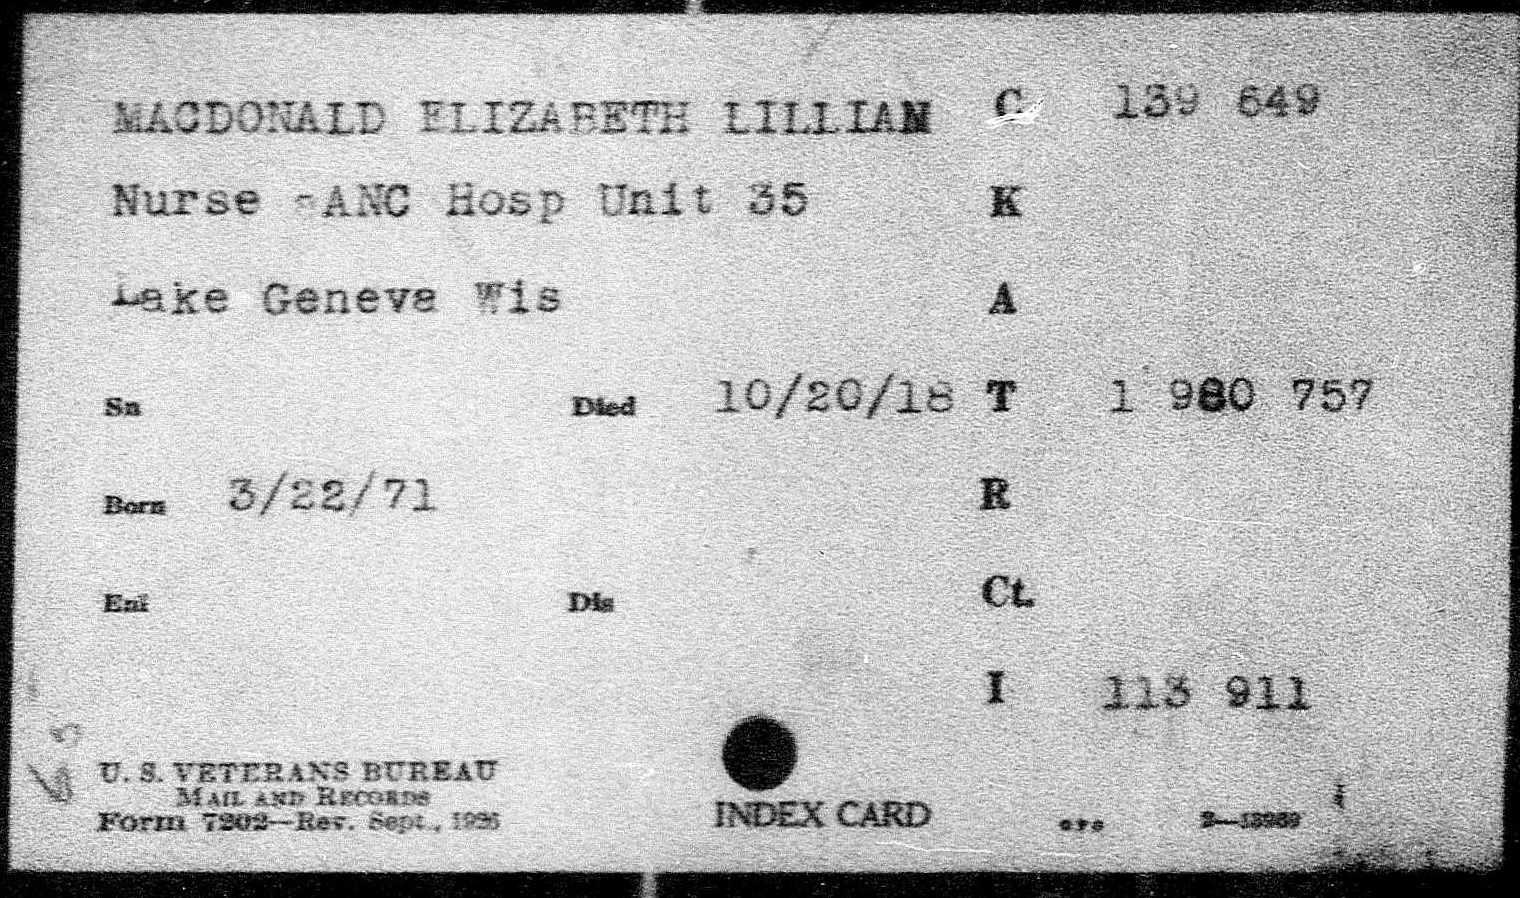 MACDONALD ELIZABETH LILLIAN C 139 649
Nurse -ANC Hosp Unit 35 K
Lake Geneva Wis A
Sn Died 10/20/18 T 1 980 757
Born 3/22/71 R
Enl Dis Ct.
I 113 911
U. S. VETERANS BUREAU
MAIL AND RECORDS
Form 7202—Rev. Sept., 1926
INDEX CARD GPO